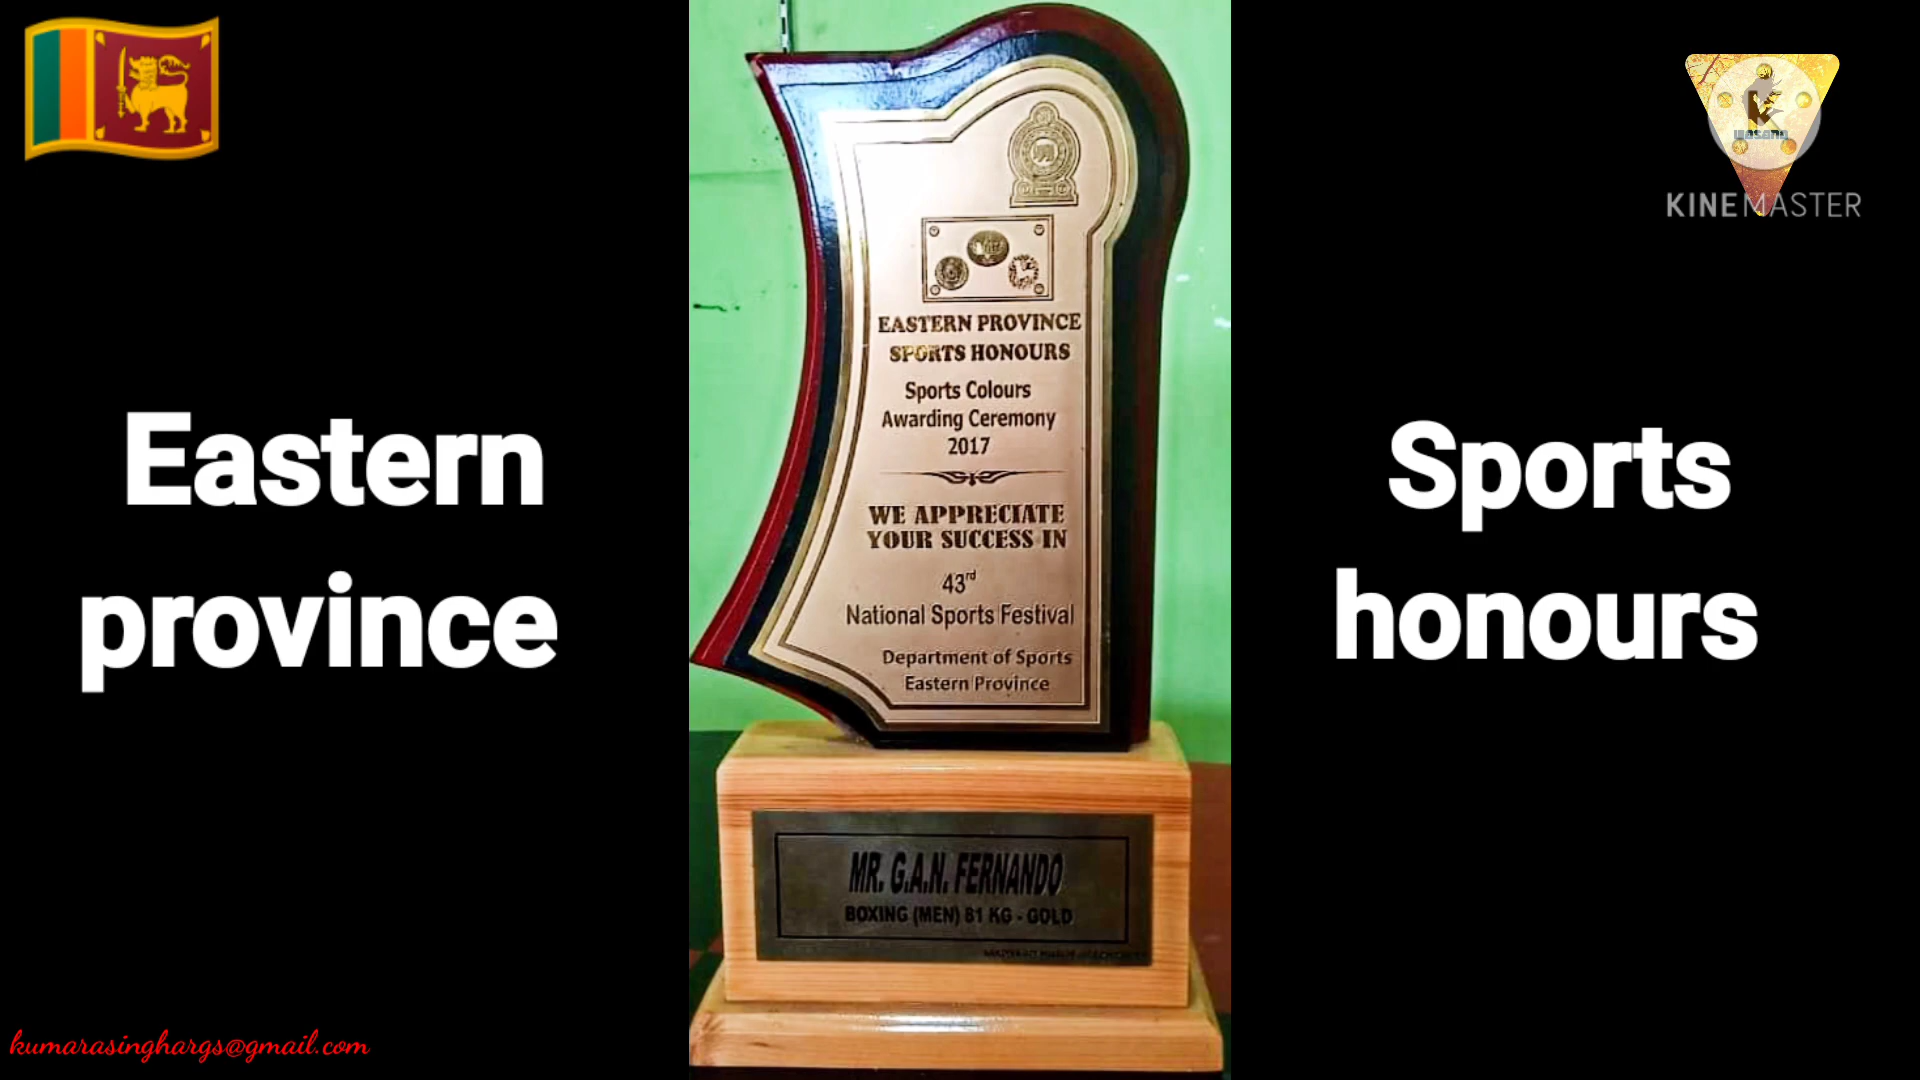 Eastern
province
EASTERN PROVINCE
SPORTS HONOURS
Sports Colours
Awarding Ceremony
2017
WE APPRECIATE
YOUR SUCCESS IN
43rd
National Sports Festival
Department of Sports
Eastern Province
MR. G.A.N. FERNANDO
BOXING (MEN) 81 KG - GOLD
Sports
honours
wasana
KINEMASTER
kumarasinghargs@gmail.com